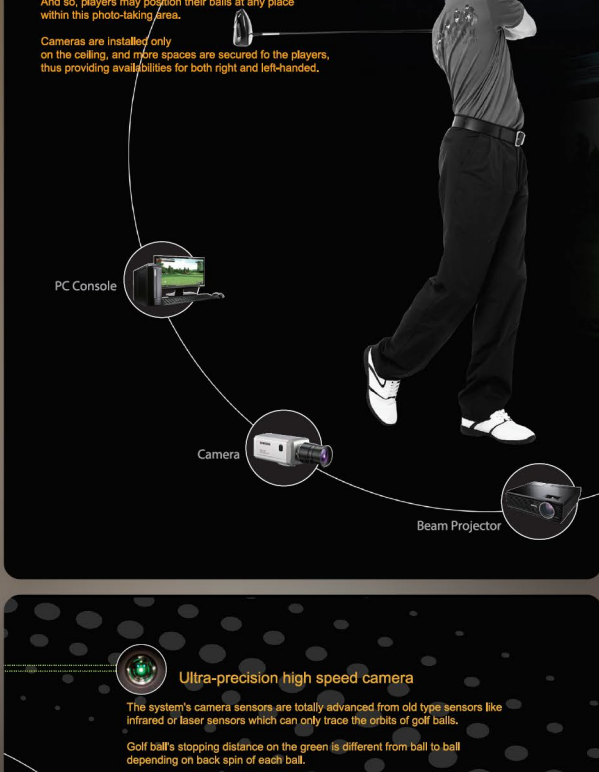 And so, players may position their balls at any place
within this photo-taking area.
Cameras are installed only
on the ceiling, and more spaces are secured fo the players,
thus providing availabilities for both right and left-handed.
PC Console
Camera
Beam Projector
Ultra-precision high speed camera
The system's camera sensors are totally advanced from old type sensors like
infrared or laser sensors which can only trace the orbits of golf balls.
Golf ball's stopping distance on the green is different from ball to ball
depending on back spin of each ball.